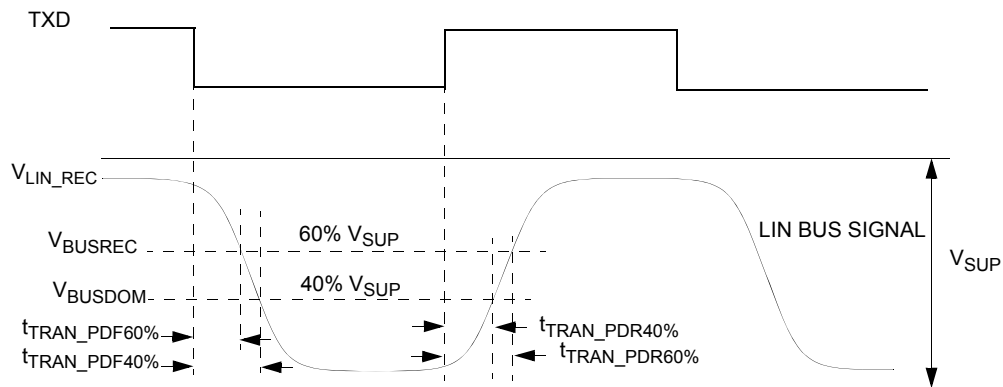 TXD
VLIN_REC
VBUSREC
60% VSUP
LIN BUS SIGNAL
VSUP
VBUSDOM
40% VSUP
tTRAN_PDF60%
tTRAN_PDR40%
tTRAN_PDF40%
tTRAN_PDR60%